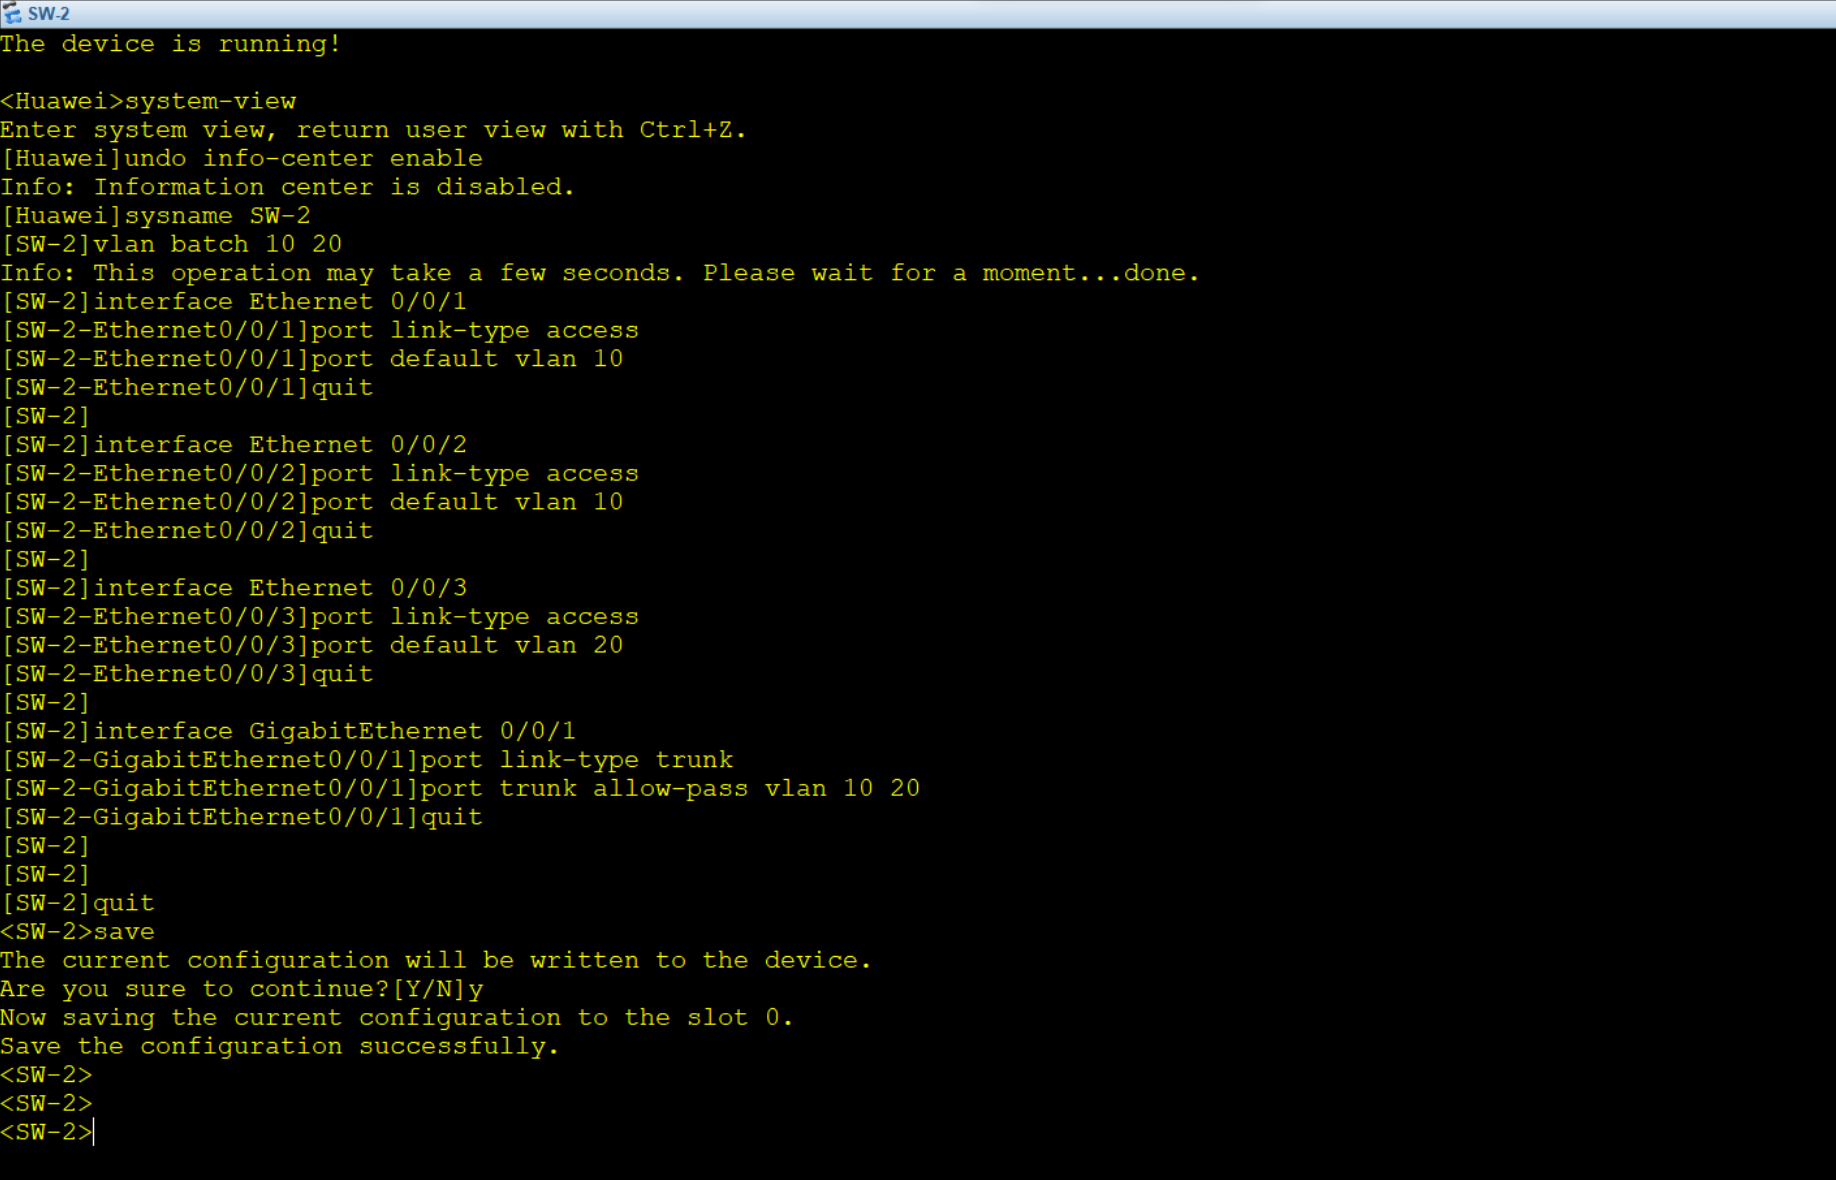 SW-2
The device is running!
<Huawei>system-view
Enter system view, return user view with Ctrl+Z.
[Huawei]undo info-center enable
Info: Information center is disabled.
[Huawei]sysname SW-2
[SW-2]vlan batch 10 20
Info: This operation may take a few seconds. Please wait for a moment...done.
[SW-2]interface Ethernet 0/0/1
[SW-2-Ethernet0/0/1]port link-type access
[SW-2-Ethernet0/0/1]port default vlan 10
[SW-2-Ethernet0/0/1]quit
[SW-2]
[SW-2]interface Ethernet 0/0/2
[SW-2-Ethernet0/0/2]port link-type access
[SW-2-Ethernet0/0/2]port default vlan 10
[SW-2-Ethernet0/0/2]quit
[SW-2]
[SW-2]interface Ethernet 0/0/3
[SW-2-Ethernet0/0/3]port link-type access
[SW-2-Ethernet0/0/3]port default vlan 20
[SW-2-Ethernet0/0/3]quit
[SW-2]
[SW-2]interface GigabitEthernet 0/0/1
[SW-2-GigabitEthernet0/0/1]port link-type trunk
[SW-2-GigabitEthernet0/0/1]port trunk allow-pass vlan 10 20
[SW-2-GigabitEthernet0/0/1]quit
[SW-2]
[SW-2]
[SW-2]quit
<SW-2>save
The current configuration will be written to the device.
Are you sure to continue?[Y/N]y
Now saving the current configuration to the slot 0.
Save the configuration successfully.
<SW-2>
<SW-2>
<SW-2>